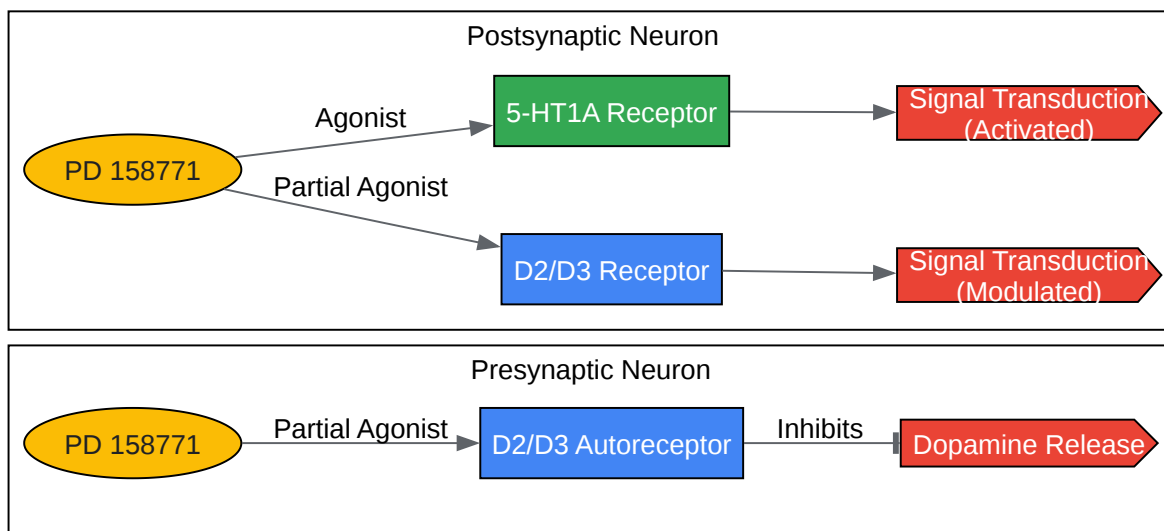 Postsynaptic Neuron
PD 158771
Agonist
Partial Agonist
5-HT1A Receptor
D2/D3 Receptor
Signal Transduction
(Activated)
Signal Transduction
(Modulated)
Presynaptic Neuron
PD 158771
Partial Agonist
D2/D3 Autoreceptor
Inhibits
Dopamine Release